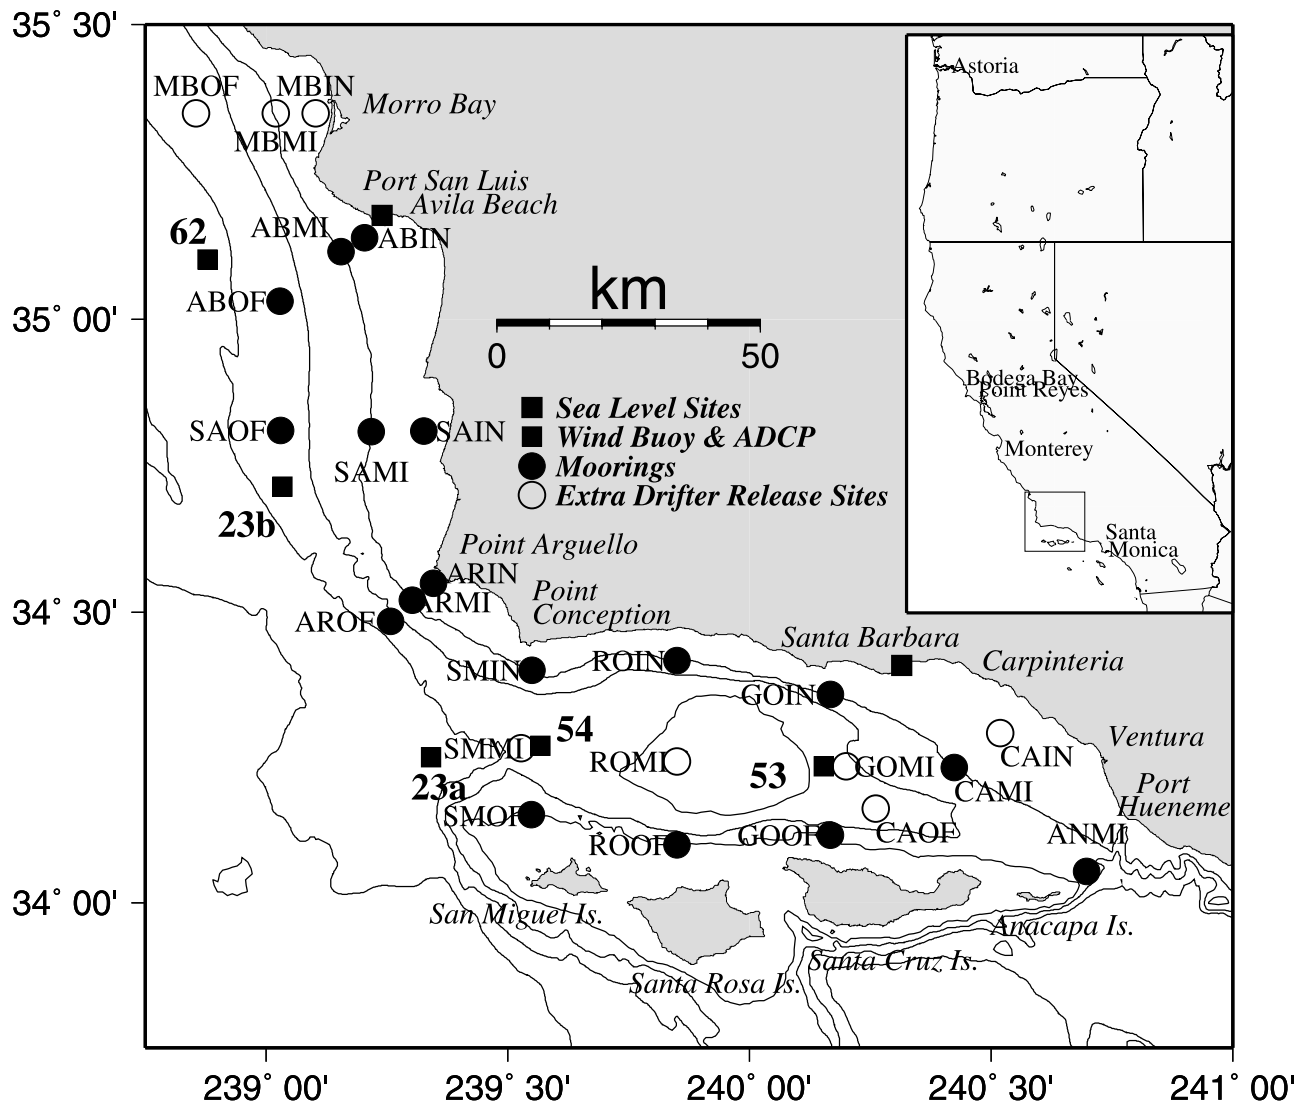 35° 30'
MBOF
MBIN
Astoria
Morro Bay
MBMI
Port San Luis
Avila Beach
62
ABMI
ABIN
km
ABOF
35° 00'
0
50
Bodega Bay
Point Reyes
Sea Level Sites
SAOF
SAIN
Wind Buoy & ADCP
Monterey
SAMI
Moorings
Extra Drifter Release Sites
23b
Santa
Monica
Point Arguello
ARIN
Point
Conception
ARMI
34° 30'
AROF
Santa Barbara
SMIN
ROIN
Carpinteria
GOIN
54
Ventura
SMMI
CAIN
ROMI
53
GOMI
23a
CAMI
Port
Hueneme
SMOF
CAOF
ANMI
ROOF
GOOF
34° 00'
San Miguel Is.
Anacapa Is.
Santa Cruz Is.
Santa Rosa Is.
239° 00'
239° 30'
240° 00'
240° 30'
241° 00'